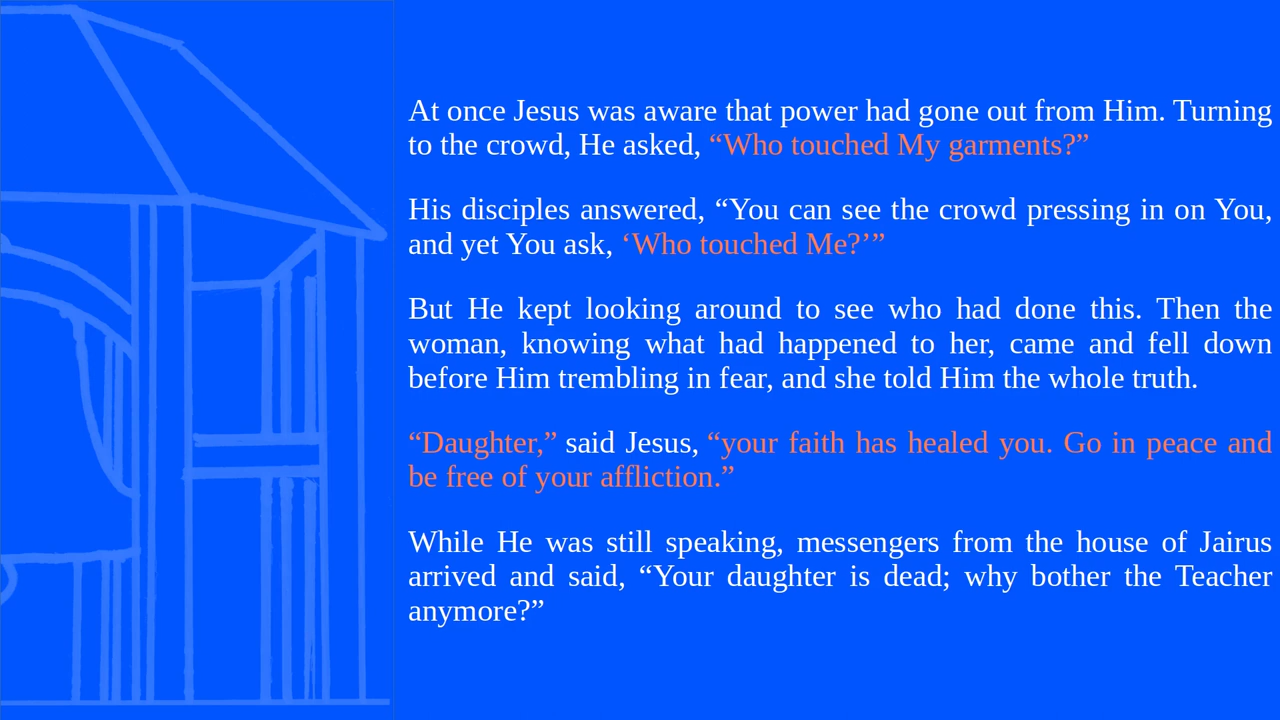 At once Jesus was aware that power had gone out from Him. Turning
to the crowd, He asked, “Who touched My garments?”
His disciples answered, “You can see the crowd pressing in on You,
and yet You ask, ‘Who touched Me?’”
But He kept looking around to see who had done this. Then the
woman, knowing what had happened to her, came and fell down
before Him trembling in fear, and she told Him the whole truth.
“Daughter,” said Jesus, “your faith has healed you. Go in peace and
be free of your affliction.”
While He was still speaking, messengers from the house of Jairus
arrived and said, “Your daughter is dead; why bother the Teacher
anymore?”